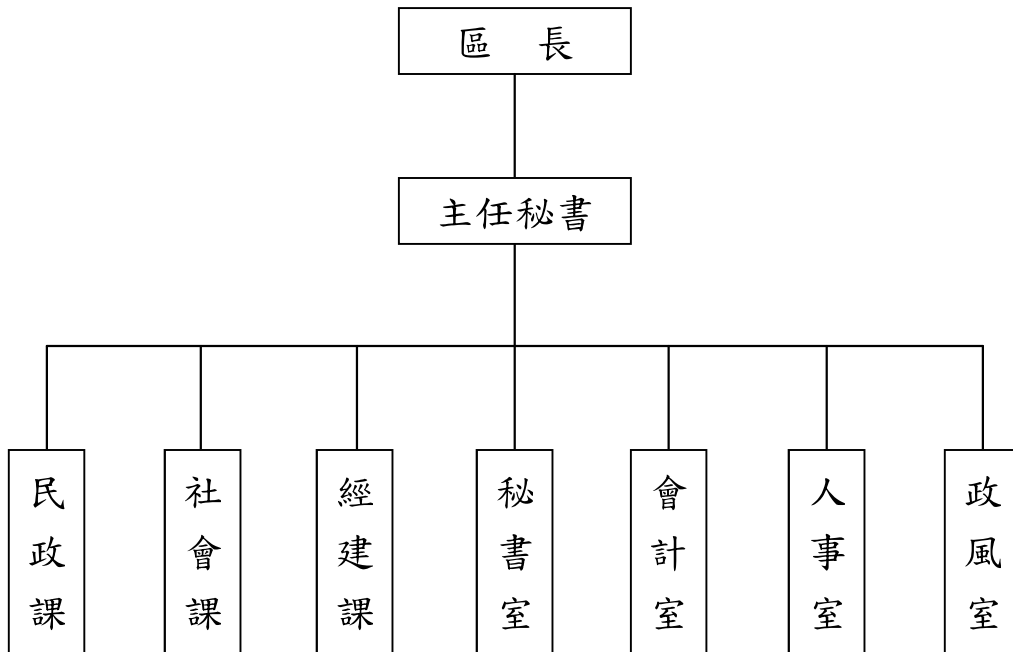 區 長
主任秘書
民政課
社會課
經建課
秘書室
會計室
人事室
政風室